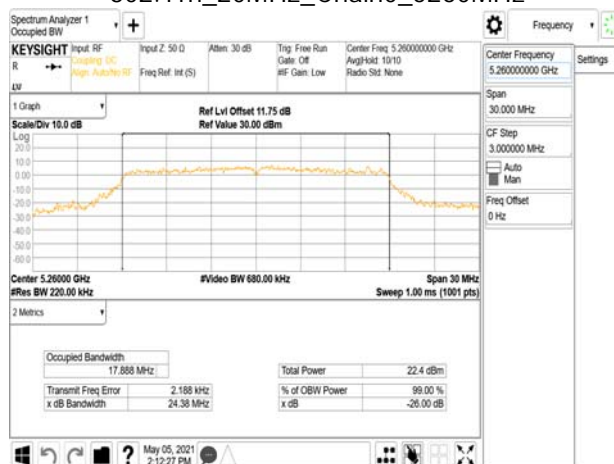 Spectrum Analyzer 1
Occupied BW
Frequency
KEYSIGHT
R
LV
Input: RF
Coupling: DC
Align: Auto/No RF
Input Z: 50 Ω
Freq Ref: Int (S)
Atten: 30 dB
Trig: Free Run
Gate: Off
#IF Gain: Low
Center Freq: 5.260000000 GHz
Avg|Hold: 10/10
Radio Std: None
Center Frequency
5.260000000 GHz
Settings
Span
30.000 MHz
CF Step
3.000000 MHz
Auto
Man
Freq Offset
0 Hz
1 Graph
Scale/Div 10.0 dB
Ref Lvl Offset 11.75 dB
Ref Value 30.00 dBm
Log
20.0
10.0
0.00
-10.0
-20.0
-30.0
-40.0
-50.0
-60.0
Center 5.26000 GHz
#Video BW 680.00 kHz
Span 30 MHz
#Res BW 220.00 kHz
Sweep 1.00 ms (1001 pts)
2 Metrics
Occupied Bandwidth
17.888 MHz
Total Power 22.4 dBm
Transmit Freq Error 2.188 kHz
% of OBW Power 99.00 %
x dB Bandwidth 24.38 MHz
x dB -26.00 dB
May 05, 2021
2:12:27 PM